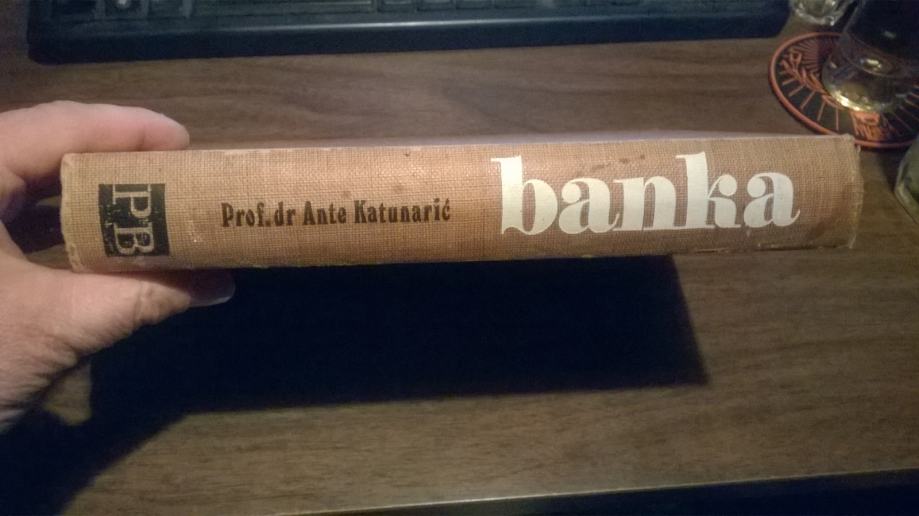 PB
Prof. dr Ante Katunarić
banka